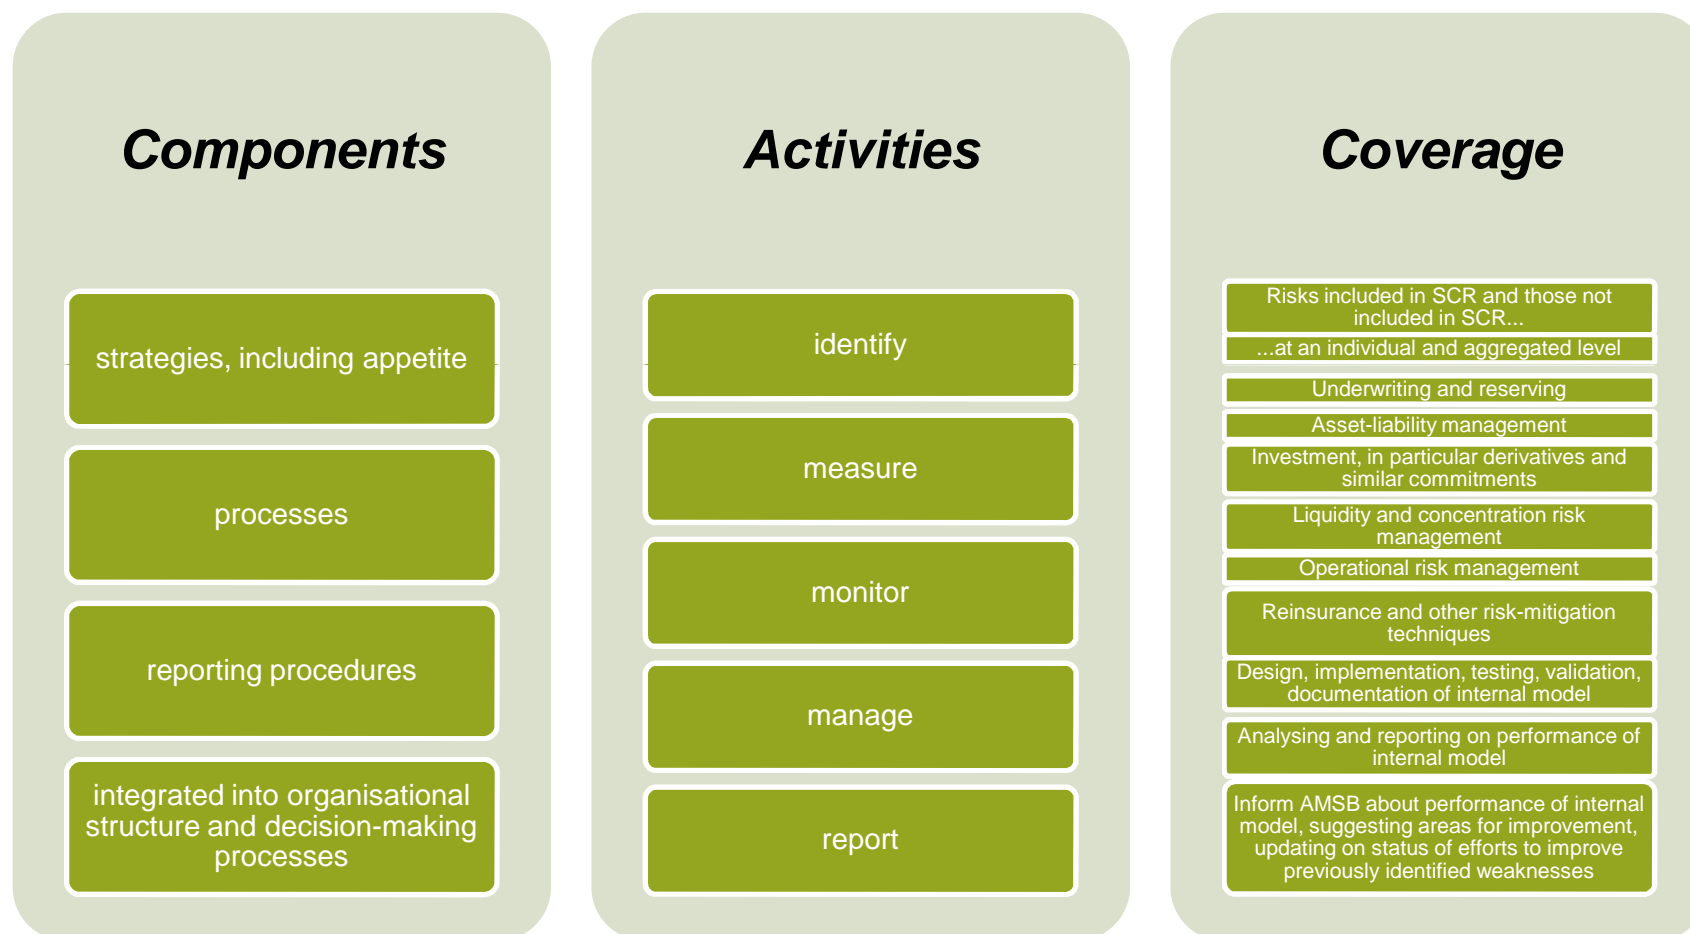 Components
strategies, including appetite
processes
reporting procedures
integrated into organisational
structure and decision-making
processes
Activities
identify
measure
monitor
manage
report
Coverage
Risks included in SCR and those not
included in SCR...
...at an individual and aggregated level
Underwriting and reserving
Asset-liability management
Investment, in particular derivatives and
similar commitments
Liquidity and concentration risk
management
Operational risk management
Reinsurance and other risk-mitigation
techniques
Design, implementation, testing, validation,
documentation of internal model
Analysing and reporting on performance of
internal model
Inform AMSB about performance of internal
model, suggesting areas for improvement,
updating on status of efforts to improve
previously identified weaknesses